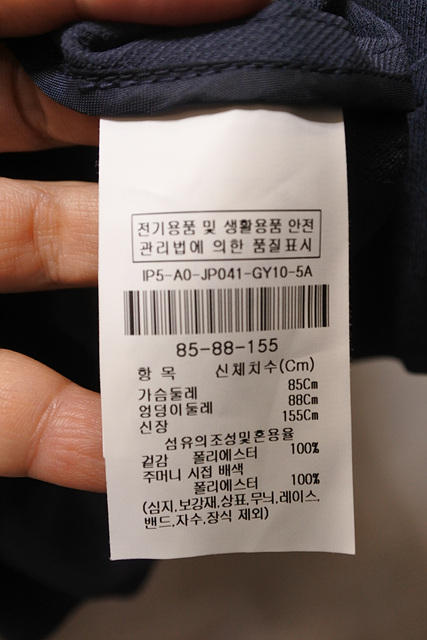 전기용품 및 생활용품 안전
관리법에 의한 품질표시
IP5-A0-JP041-GY10-5A
85-88-155
항 목 신체치수(Cm)
가슴둘레 85Cm
엉덩이둘레 88Cm
신장 155Cm
섬유의조성및혼용율
겉감 폴리에스터 100%
주머니 시접 배색
폴리에스터 100%
(심지,보강재,상표,무늬,레이스,
밴드,자수,장식 제외)